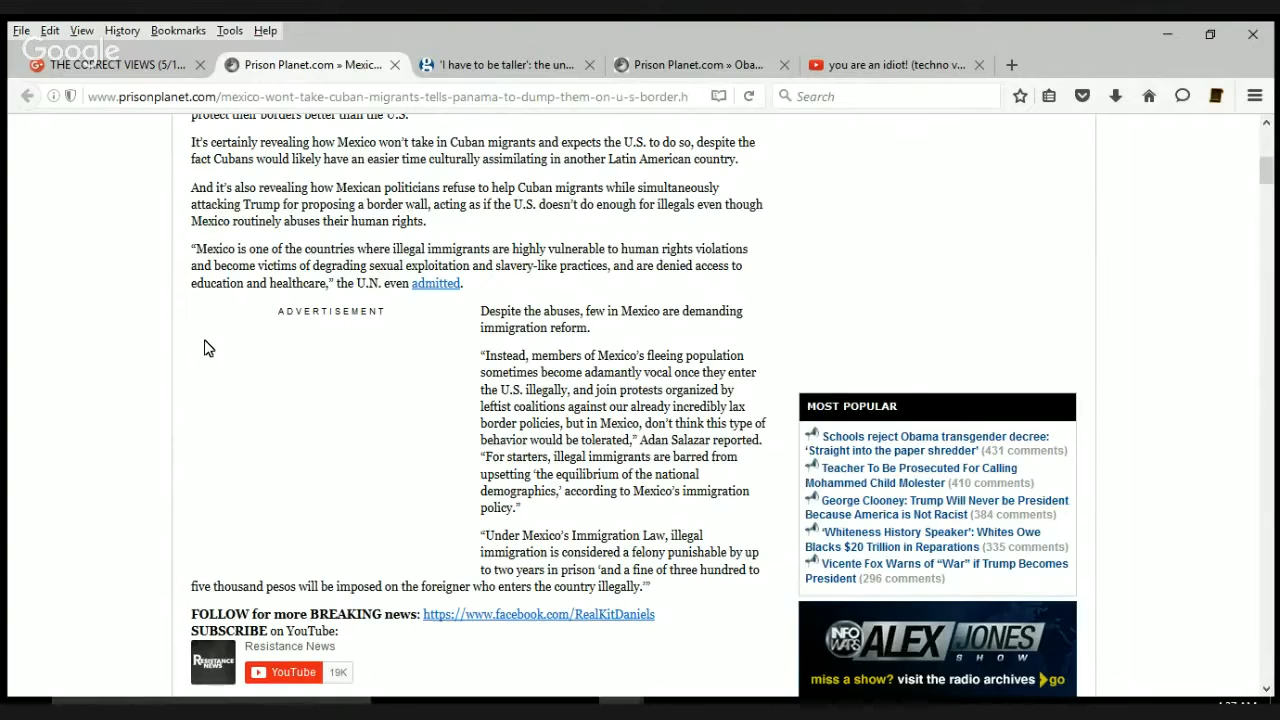 File Edit View History Bookmarks Tools Help
Google
THE CORRECT VIEWS (5/1...
Prison Planet.com » Mexic...
'I have to be taller': the un...
Prison Planet.com » Oba...
you are an idiot! (techno v...
www.prisonplanet.com/mexico-wont-take-cuban-migrants-tells-panama-to-dump-them-on-u-s-border.h
Search
protect their borders better than the U.S.
It's certainly revealing how Mexico won't take in Cuban migrants and expects the U.S. to do so, despite the
fact Cubans would likely have an easier time culturally assimilating in another Latin American country.
And it's also revealing how Mexican politicians refuse to help Cuban migrants while simultaneously
attacking Trump for proposing a border wall, acting as if the U.S. doesn't do enough for illegals even though
Mexico routinely abuses their human rights.
“Mexico is one of the countries where illegal immigrants are highly vulnerable to human rights violations
and become victims of degrading sexual exploitation and slavery-like practices, and are denied access to
education and healthcare,” the U.N. even admitted.
ADVERTISEMENT
Despite the abuses, few in Mexico are demanding
immigration reform.
“Instead, members of Mexico's fleeing population
sometimes become adamantly vocal once they enter
the U.S. illegally, and join protests organized by
leftist coalitions against our already incredibly lax
border policies, but in Mexico, don't think this type of
behavior would be tolerated,” Adan Salazar reported.
“For starters, illegal immigrants are barred from
upsetting ‘the equilibrium of the national
demographics,’ according to Mexico's immigration
policy.”
“Under Mexico's Immigration Law, illegal
immigration is considered a felony punishable by up
to two years in prison ‘and a fine of three hundred to
five thousand pesos will be imposed on the foreigner who enters the country illegally.’”
FOLLOW for more BREAKING news: https://www.facebook.com/RealKitDaniels
SUBSCRIBE on YouTube:
RESISTANCE
NEWS
Resistance News
YouTube 19K
MOST POPULAR
Schools reject Obama transgender decree:
‘Straight into the paper shredder’ (431 comments)
Teacher To Be Prosecuted For Calling
Mohammed Child Molester (410 comments)
George Clooney: Trump Will Never be President
Because America is Not Racist (384 comments)
‘Whiteness History Speaker’: Whites Owe
Blacks $20 Trillion in Reparations (335 comments)
Vicente Fox Warns of “War” if Trump Becomes
President (296 comments)
INFO
WARS
ALEX JONES
SHOW
miss a show? visit the radio archives go